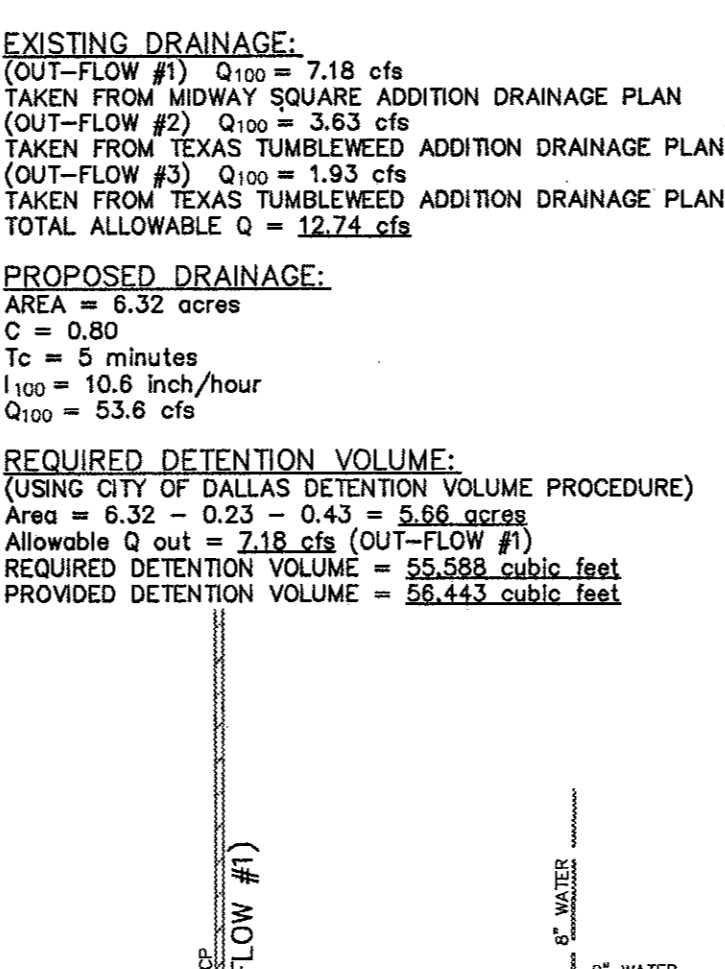 EXISTING DRAINAGE:
(OUT-FLOW #1) Q100 = 7.18 cfs
TAKEN FROM MIDWAY SQUARE ADDITION DRAINAGE PLAN
(OUT-FLOW #2) Q100 = 3.63 cfs
TAKEN FROM TEXAS TUMBLEWEED ADDITION DRAINAGE PLAN
(OUT-FLOW #3) Q100 = 1.93 cfs
TAKEN FROM TEXAS TUMBLEWEED ADDITION DRAINAGE PLAN
TOTAL ALLOWABLE Q = 12.74 cfs
PROPOSED DRAINAGE:
AREA = 6.32 acres
C = 0.80
Tc = 5 minutes
I100 = 10.6 inch/hour
Q100 = 53.6 cfs
REQUIRED DETENTION VOLUME:
(USING CITY OF DALLAS DETENTION VOLUME PROCEDURE)
Area = 6.32 - 0.23 - 0.43 = 5.66 acres
Allowable Q out = 7.18 cfs (OUT-FLOW #1)
REQUIRED DETENTION VOLUME = 55,588 cubic feet
PROVIDED DETENTION VOLUME = 56,443 cubic feet
CP
FLOW #1)
8" WATER
WATER